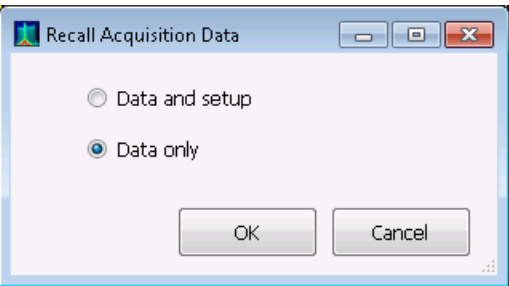 Recall Acquisition Data
Data and setup
Data only
OK
Cancel